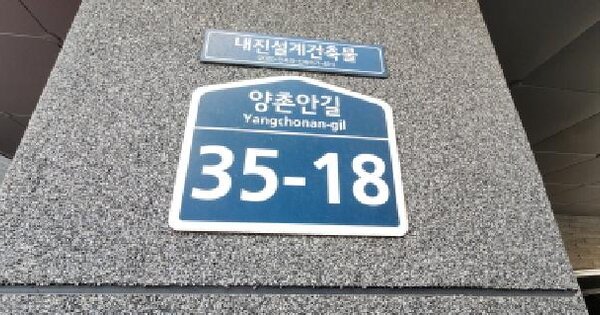 내진설계건축물
양촌안길
Yangchonan-gil
35-18